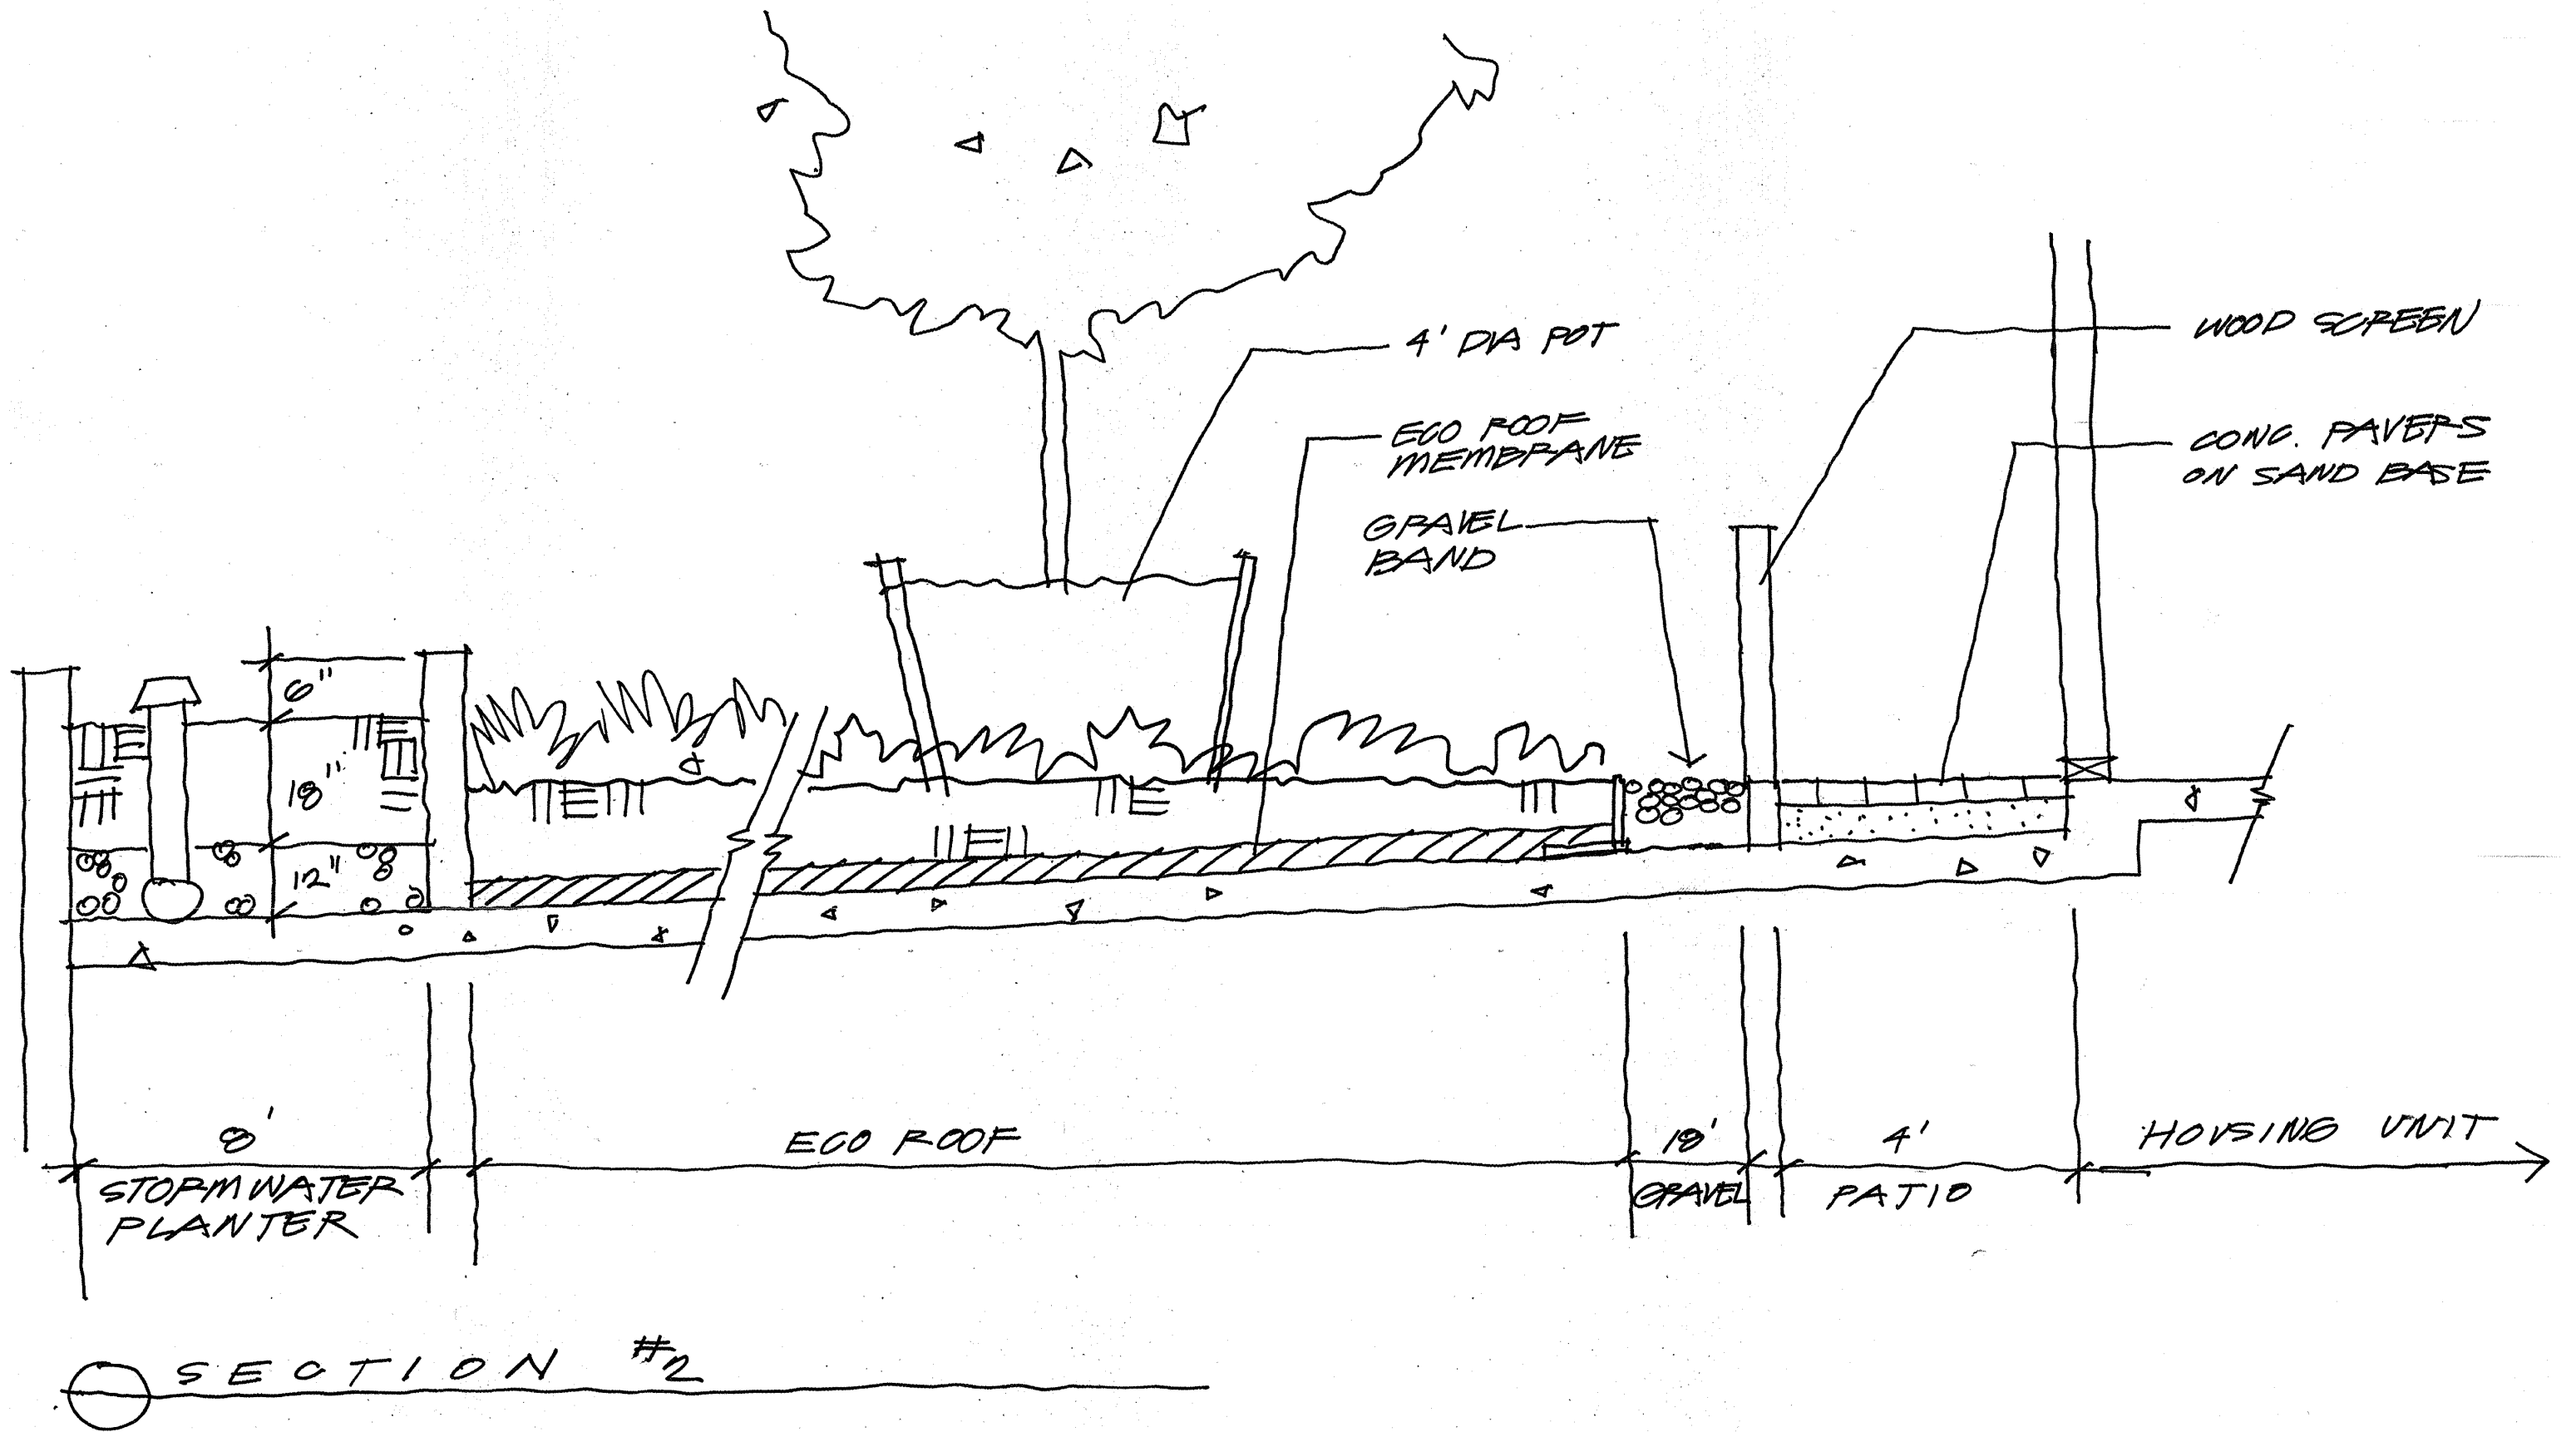 4' DIA POT
WOOD SCREEN
ECO ROOF
MEMBRANE
CONC. PAVERS
ON SAND BASE
GRAVEL
BAND
6"
18"
12"
8'
STORMWATER
PLANTER
ECO ROOF
18'
GRAVEL
4'
PATIO
HOUSING UNIT
SECTION #2